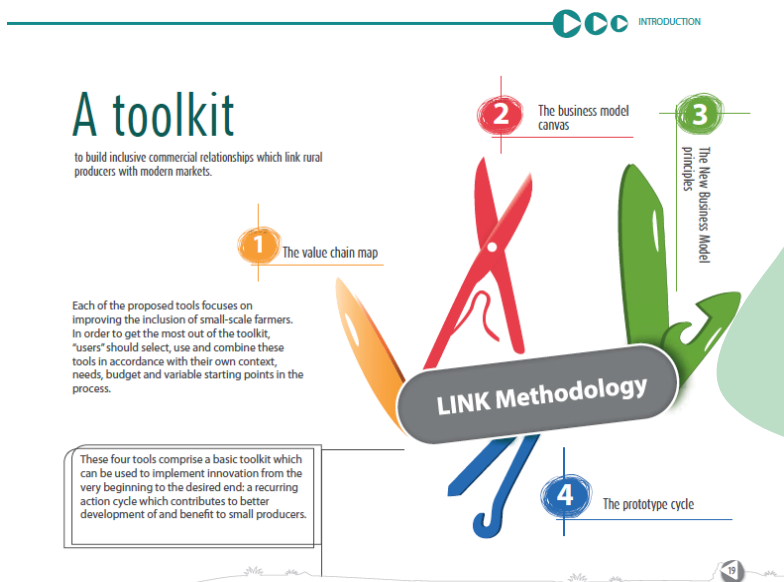 INTRODUCTION
A toolkit
to build inclusive commercial relationships which link rural
producers with modern markets.
2
The business model
canvas
3
The New Business Model
principles
1
The value chain map
Each of the proposed tools focuses on
improving the inclusion of small-scale farmers.
In order to get the most out of the toolkit,
“users” should select, use and combine these
tools in accordance with their own context,
needs, budget and variable starting points in the
process.
LINK Methodology
These four tools comprise a basic toolkit which
can be used to implement innovation from the
very beginning to the desired end: a recurring
action cycle which contributes to better
development of and benefit to small producers.
4
The prototype cycle
19